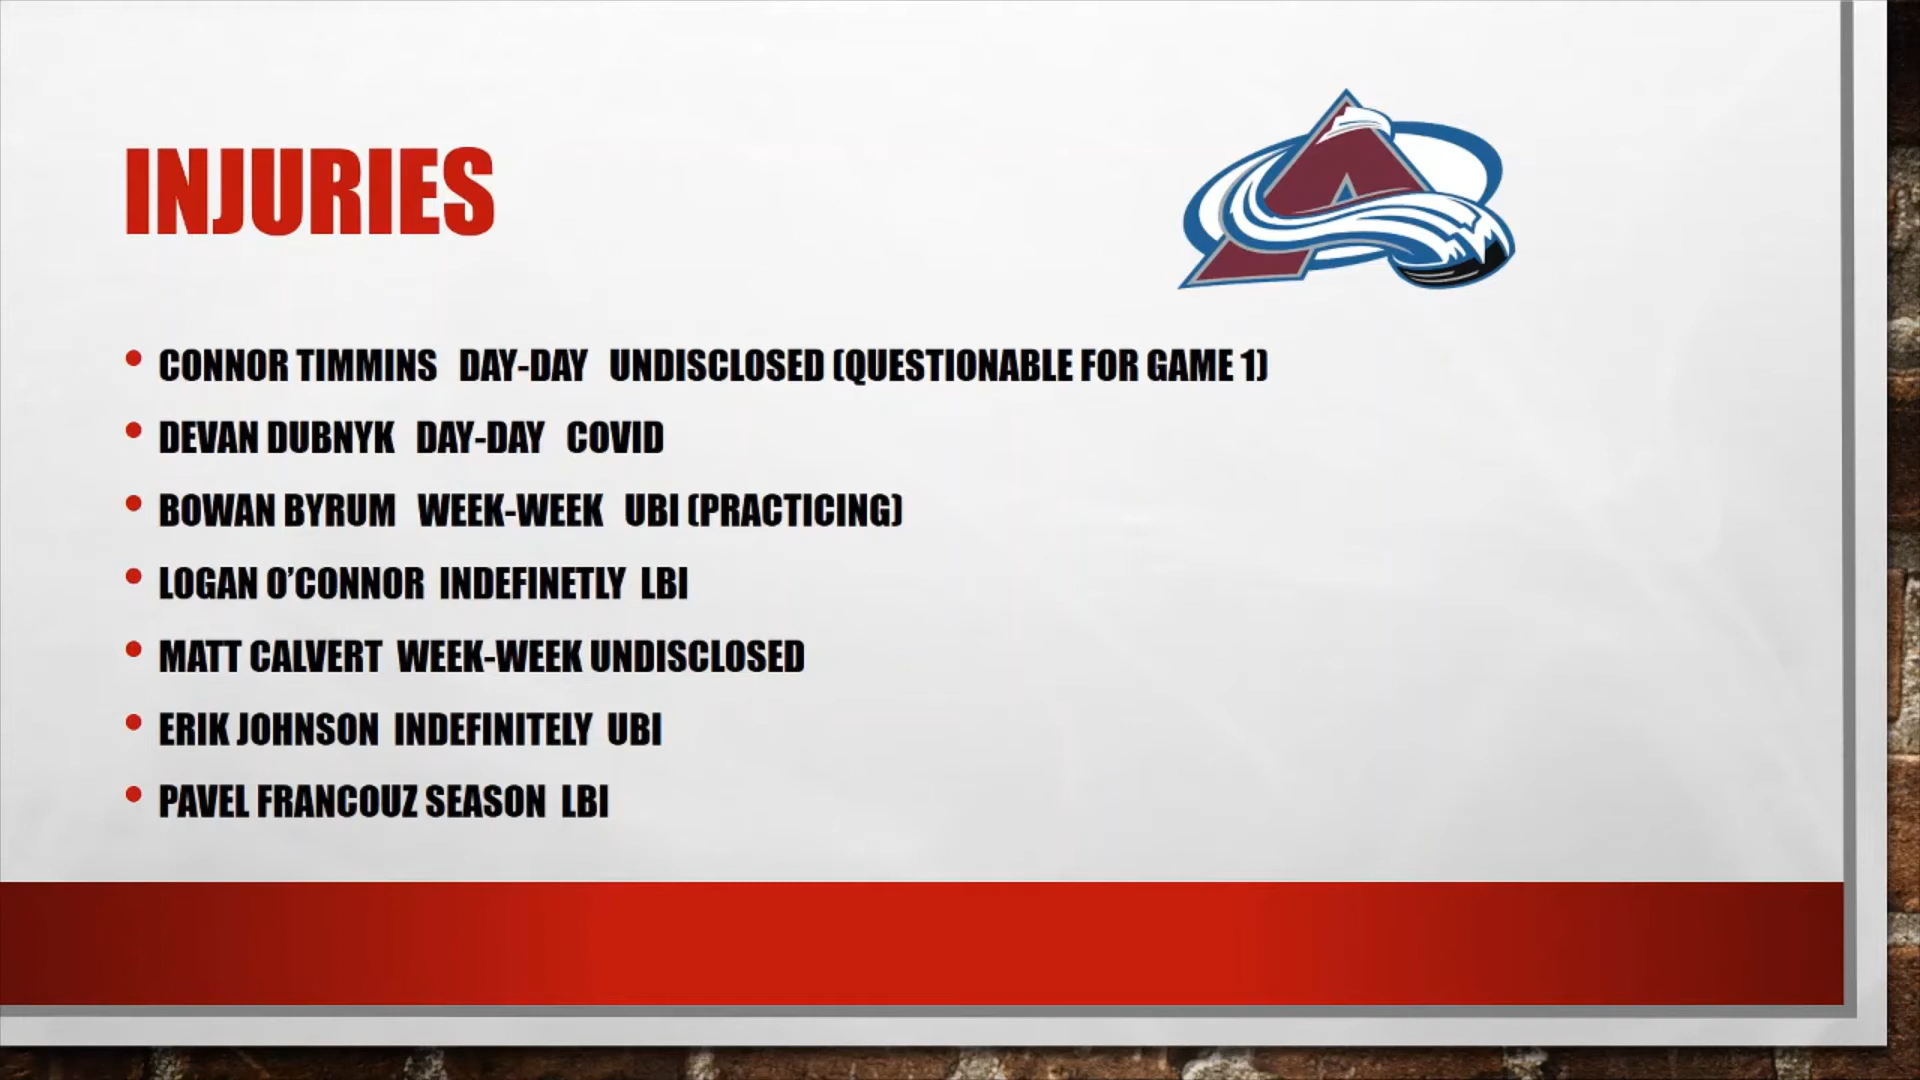 INJURIES
CONNOR TIMMINS DAY-DAY UNDISCLOSED (QUESTIONABLE FOR GAME 1)
DEVAN DUBNYK DAY-DAY COVID
BOWAN BYRUM WEEK-WEEK UBI (PRACTICING)
LOGAN O'CONNOR INDEFINETLY LBI
MATT CALVERT WEEK-WEEK UNDISCLOSED
ERIK JOHNSON INDEFINITELY UBI
PAVEL FRANCOUZ SEASON LBI